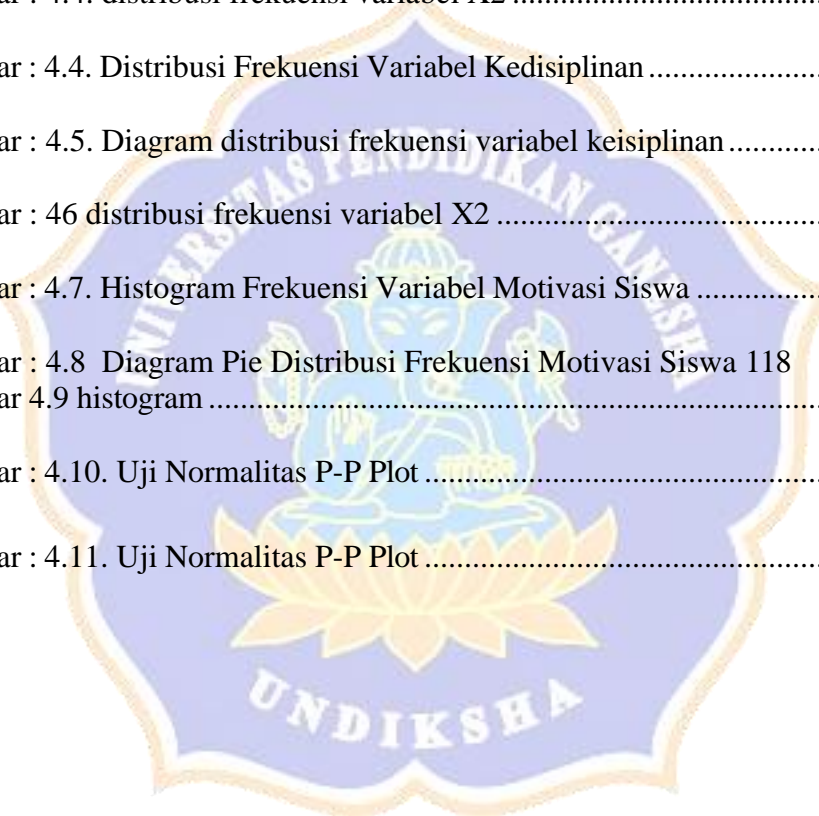 ar : 4.4. distribusi frekuensi variabel X2 ....................................................
ar : 4.4. Distribusi Frekuensi Variabel Kedisiplinan ........................
ar : 4.5. Diagram distribusi frekuensi variabel keisiplinan ...............
ar : 46 distribusi frekuensi variabel X2 ......................................................
ar : 4.7. Histogram Frekuensi Variabel Motivasi Siswa .....................
ar : 4.8 Diagram Pie Distribusi Frekuensi Motivasi Siswa 118
ar 4.9 histogram ..........................................................................................................
ar : 4.10. Uji Normalitas P-P Plot ..................................................................
ar : 4.11. Uji Normalitas P-P Plot ..................................................................
UNIVERSITAS PENDIDIKAN GANESHA
UNDIKSHA